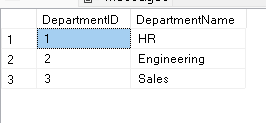 DepartmentID DepartmentName
1 1 HR
2 2 Engineering
3 3 Sales